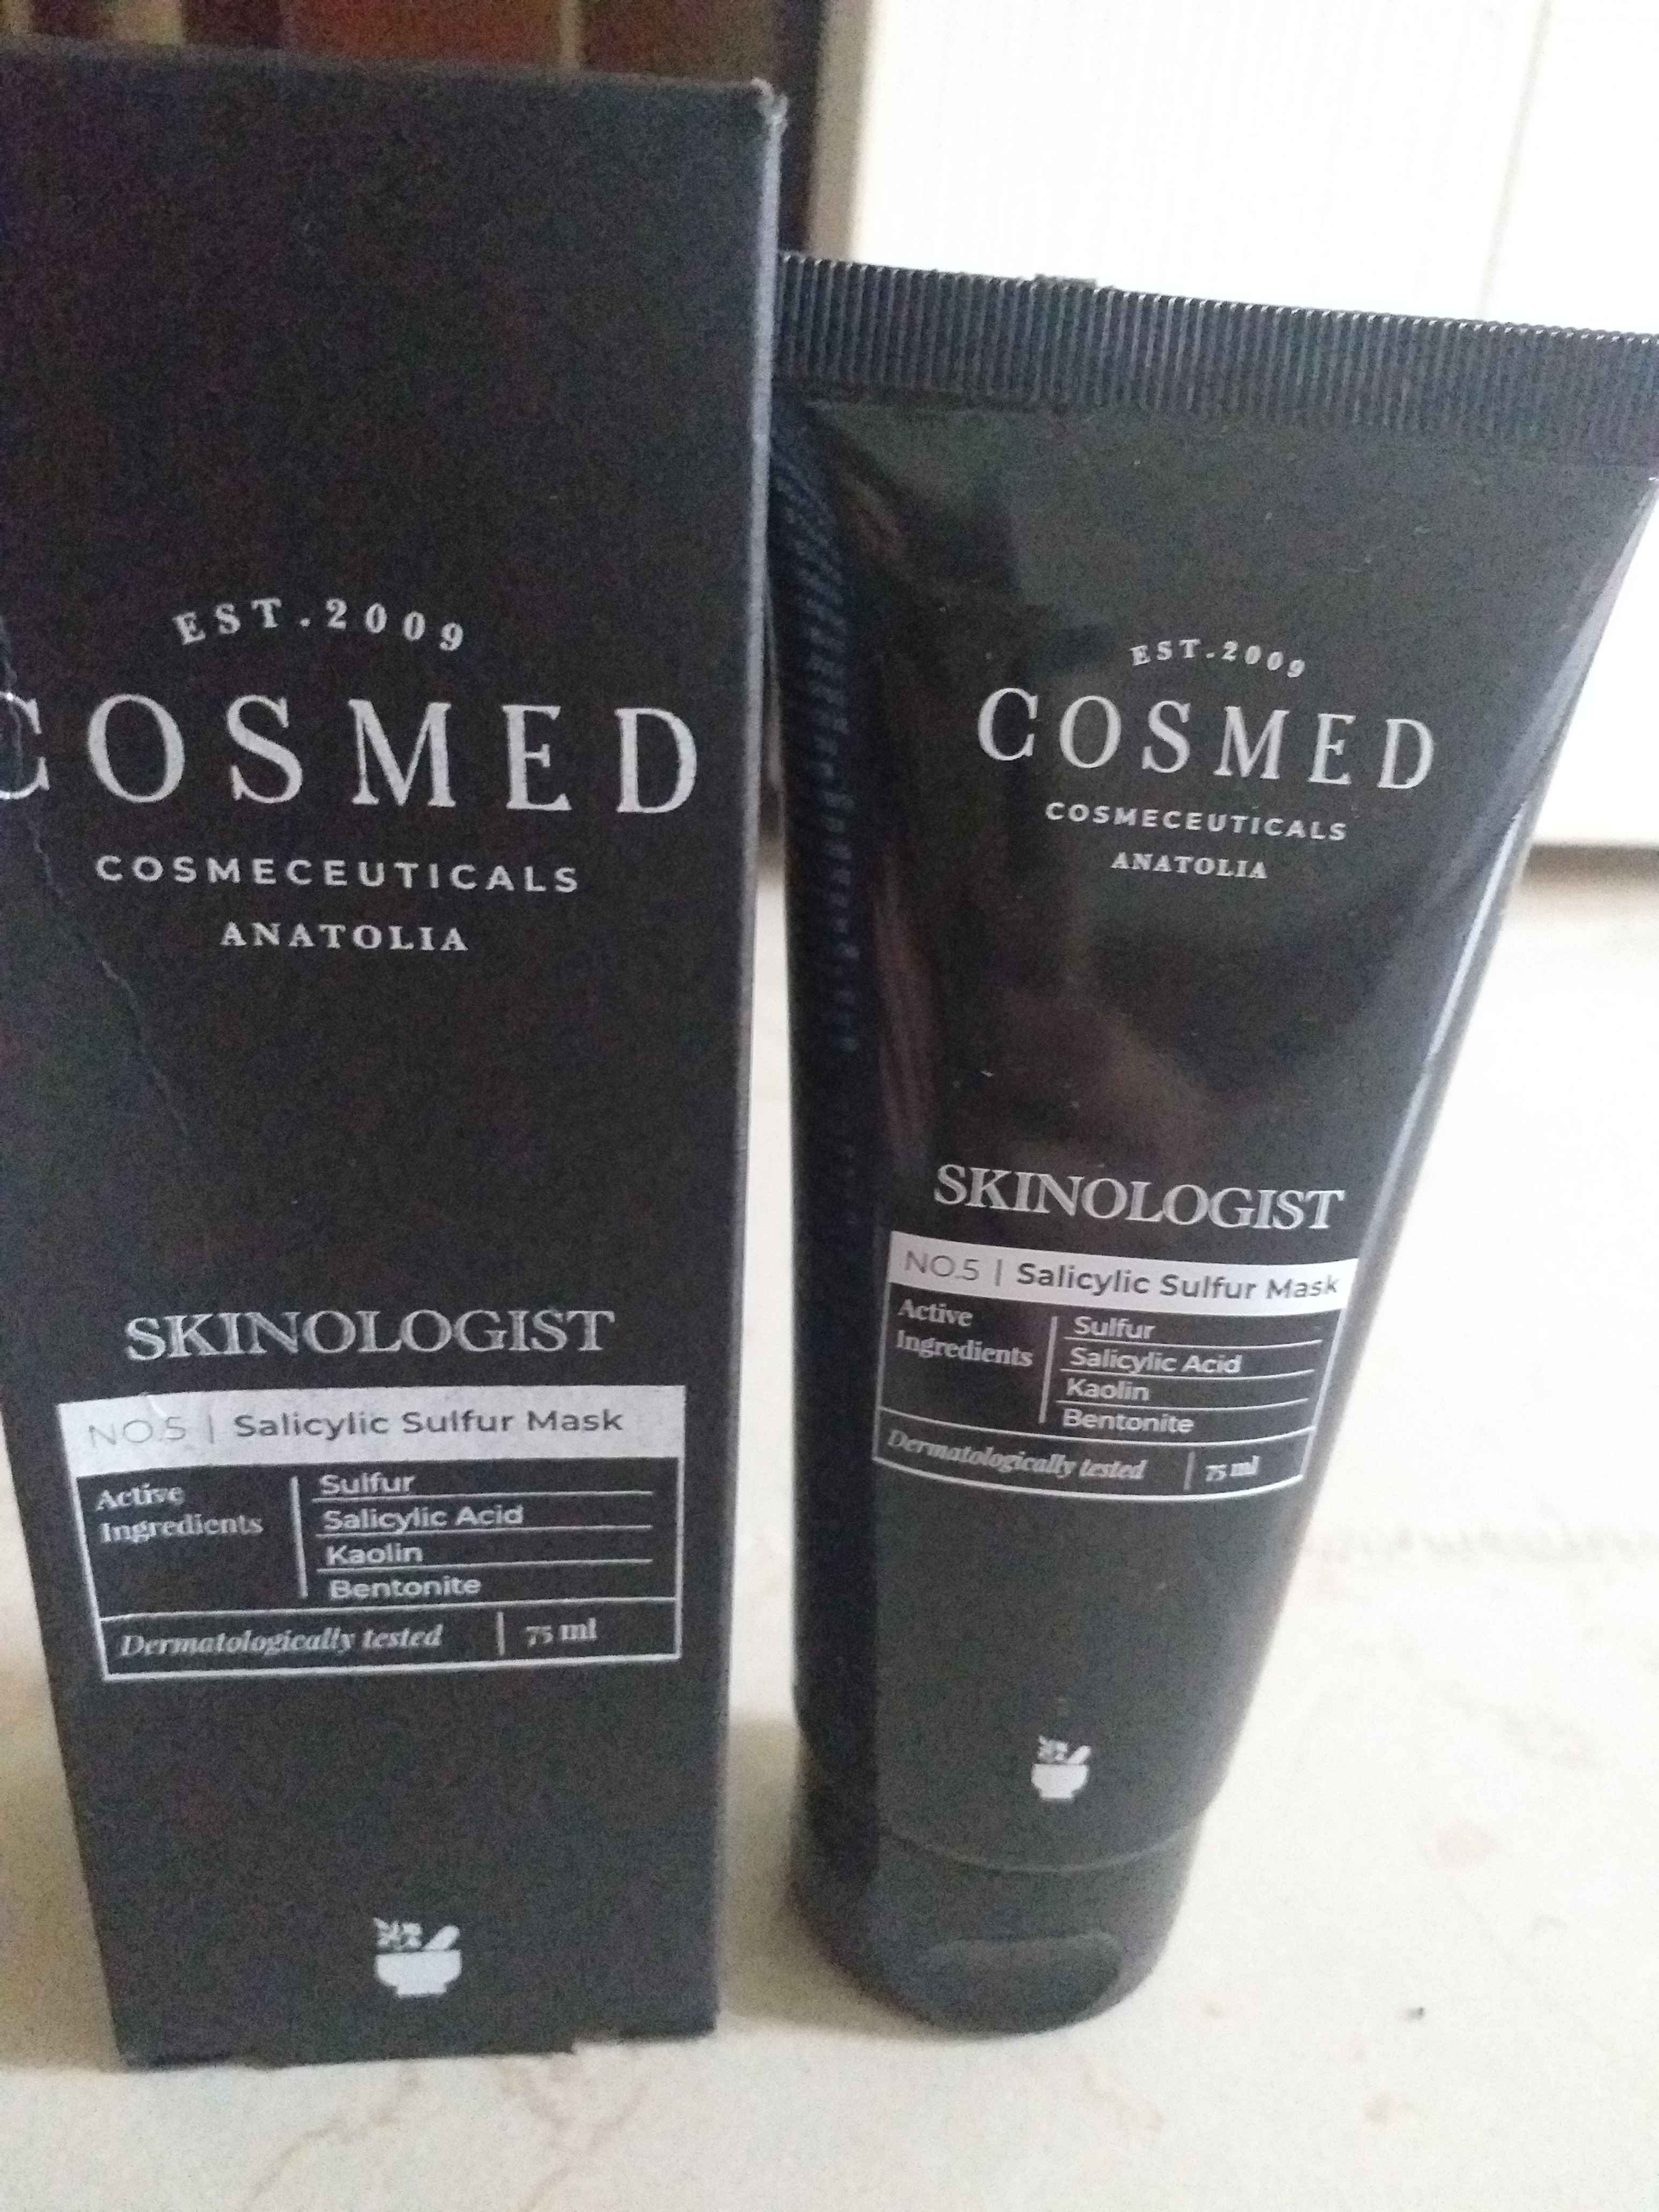 EST.2009
COSMED
COSMECEUTICALS
ANATOLIA
SKINOLOGIST
NO.5 | Salicylic Sulfur Mask
Active
Ingredients
Sulfur
Salicylic Acid
Kaolin
Bentonite
Dermatologically tested | 75 ml
EST.2009
COSMED
COSMECEUTICALS
ANATOLIA
SKINOLOGIST
NO.5 | Salicylic Sulfur Mask
Active
Ingredients
Sulfur
Salicylic Acid
Kaolin
Bentonite
Dermatologically tested | 75 ml